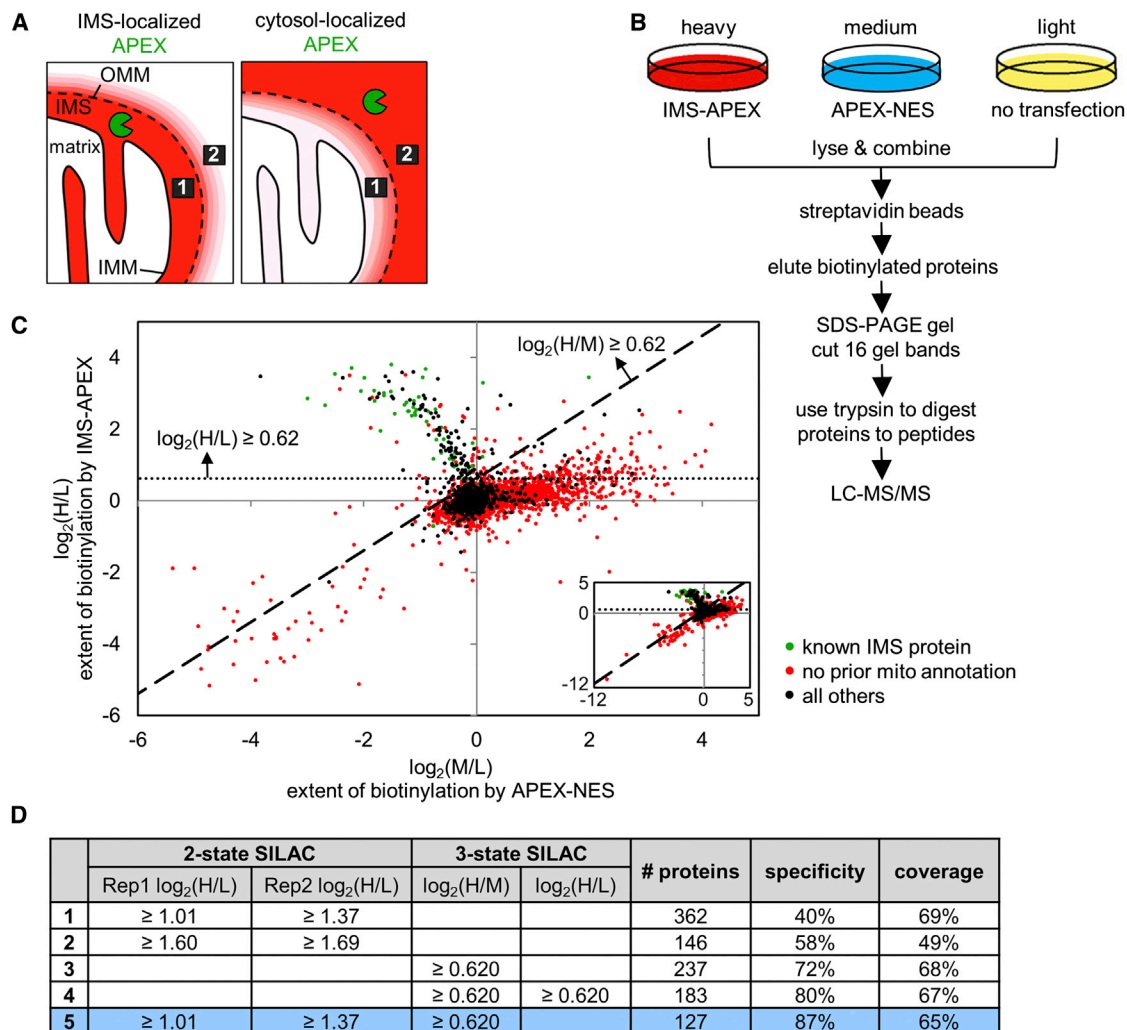 A
IMS-localized
APEX
cytosol-localized
APEX
OMM
IMS
matrix
1
2
IMM
1
2
B
heavy
medium
light
IMS-APEX
APEX-NES
no transfection
lyse & combine
streptavidin beads
elute biotinylated proteins
SDS-PAGE gel
cut 16 gel bands
use trypsin to digest
proteins to peptides
LC-MS/MS
C
log₂(H/L)
extent of biotinylation by IMS-APEX
4
2
0
-2
-4
-6
log₂(H/M) ≥ 0.62
log₂(H/L) ≥ 0.62
5
0
-12
-12
0
5
-6
-4
-2
0
2
4
log₂(M/L)
extent of biotinylation by APEX-NES
known IMS protein
no prior mito annotation
all others
D
2-state SILAC 3-state SILAC # proteins specificity coverage
Rep1 log₂(H/L) Rep2 log₂(H/L) log₂(H/M) log₂(H/L)
1 ≥ 1.01 ≥ 1.37 362 40% 69%
2 ≥ 1.60 ≥ 1.69 146 58% 49%
3 ≥ 0.620 237 72% 68%
4 ≥ 0.620 ≥ 0.620 183 80% 67%
5 ≥ 1.01 ≥ 1.37 ≥ 0.620 127 87% 65%